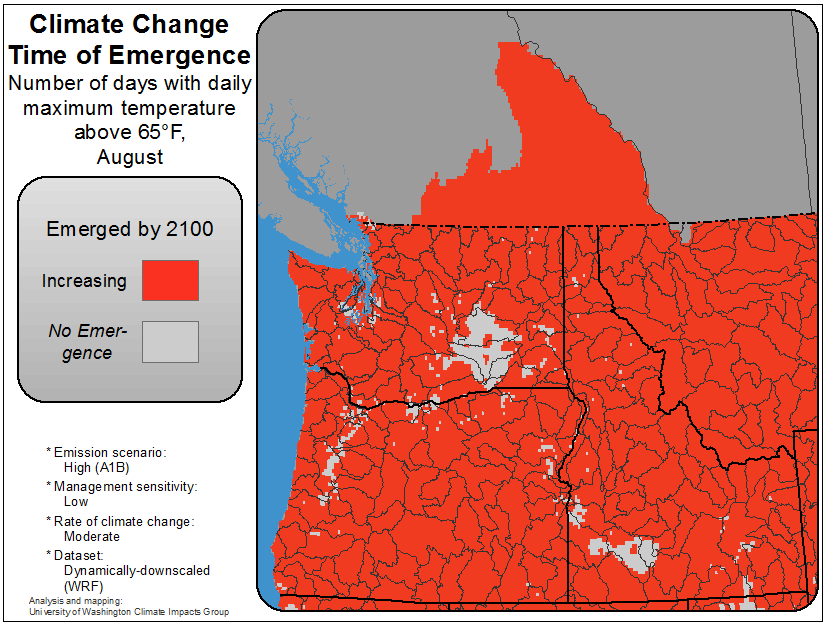 Climate Change
Time of Emergence
Number of days with daily
maximum temperature
above 65°F,
August
Emerged by 2100
Increasing
No Emer-
gence
* Emission scenario:
High (A1B)
* Management sensitivity:
Low
* Rate of climate change:
Moderate
* Dataset:
Dynamically-downscaled
(WRF)
Analysis and mapping:
University of Washington Climate Impacts Group